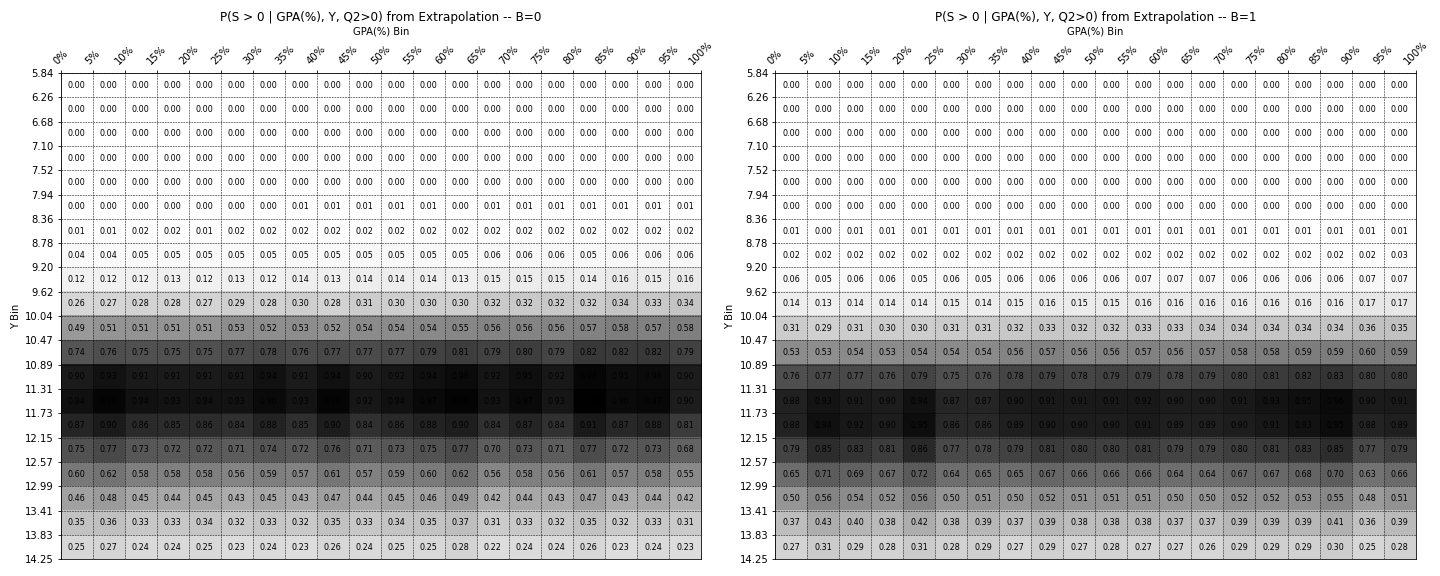 P(S > 0 | GPA(%), Y, Q2>0) from Extrapolation -- B=0
GPA(%) Bin
0% 5% 10% 15% 20% 25% 30% 35% 40% 45% 50% 55% 60% 65% 70% 75% 80% 85% 90% 95% 100%
Y Bin
5.84
0.00 0.00 0.00 0.00 0.00 0.00 0.00 0.00 0.00 0.00 0.00 0.00 0.00 0.00 0.00 0.00 0.00 0.00 0.00 0.00
6.26
0.00 0.00 0.00 0.00 0.00 0.00 0.00 0.00 0.00 0.00 0.00 0.00 0.00 0.00 0.00 0.00 0.00 0.00 0.00 0.00
6.68
0.00 0.00 0.00 0.00 0.00 0.00 0.00 0.00 0.00 0.00 0.00 0.00 0.00 0.00 0.00 0.00 0.00 0.00 0.00 0.00
7.10
0.00 0.00 0.00 0.00 0.00 0.00 0.00 0.00 0.00 0.00 0.00 0.00 0.00 0.00 0.00 0.00 0.00 0.00 0.00 0.00
7.52
0.00 0.00 0.00 0.00 0.00 0.00 0.00 0.00 0.00 0.00 0.00 0.00 0.00 0.00 0.00 0.00 0.00 0.00 0.00 0.00
7.94
0.00 0.00 0.00 0.00 0.00 0.00 0.00 0.01 0.01 0.01 0.01 0.01 0.00 0.01 0.01 0.01 0.01 0.01 0.01 0.01
8.36
0.01 0.01 0.02 0.02 0.01 0.02 0.02 0.02 0.02 0.02 0.02 0.02 0.02 0.02 0.02 0.02 0.02 0.02 0.02 0.02
8.78
0.04 0.04 0.05 0.05 0.05 0.05 0.05 0.05 0.05 0.05 0.05 0.05 0.05 0.06 0.06 0.06 0.05 0.06 0.06 0.06
9.20
0.12 0.12 0.12 0.13 0.12 0.13 0.12 0.14 0.13 0.14 0.14 0.14 0.13 0.15 0.15 0.15 0.14 0.16 0.15 0.16
9.62
0.26 0.27 0.28 0.28 0.27 0.29 0.28 0.30 0.28 0.31 0.30 0.30 0.30 0.32 0.32 0.32 0.32 0.34 0.33 0.34
10.04
0.49 0.51 0.51 0.51 0.51 0.53 0.52 0.53 0.52 0.54 0.54 0.54 0.55 0.56 0.56 0.56 0.57 0.58 0.57 0.58
10.47
0.74 0.76 0.75 0.75 0.75 0.77 0.78 0.76 0.77 0.77 0.77 0.79 0.81 0.79 0.80 0.79 0.82 0.82 0.82 0.79
10.89
0.90 0.93 0.91 0.91 0.91 0.91 0.94 0.91 0.94 0.90 0.92 0.94 0.92 0.95 0.92 0.90
11.31
0.94 0.94 0.93 0.94 0.93 0.93 0.92 0.94 0.93 0.93 0.90
11.73
0.87 0.90 0.86 0.85 0.86 0.84 0.88 0.85 0.90 0.84 0.86 0.88 0.90 0.84 0.87 0.84 0.91 0.87 0.88 0.81
12.15
0.75 0.77 0.73 0.72 0.72 0.71 0.74 0.72 0.76 0.71 0.73 0.75 0.77 0.70 0.73 0.71 0.77 0.72 0.73 0.68
12.57
0.60 0.62 0.58 0.58 0.58 0.56 0.59 0.57 0.61 0.57 0.59 0.60 0.62 0.56 0.58 0.56 0.61 0.57 0.58 0.55
12.99
0.46 0.48 0.45 0.44 0.45 0.43 0.45 0.43 0.47 0.44 0.45 0.46 0.49 0.42 0.44 0.43 0.47 0.43 0.44 0.42
13.41
0.35 0.36 0.33 0.33 0.34 0.32 0.33 0.32 0.35 0.33 0.34 0.35 0.37 0.31 0.33 0.32 0.35 0.32 0.33 0.31
13.83
0.25 0.27 0.24 0.24 0.25 0.23 0.24 0.23 0.26 0.24 0.25 0.25 0.28 0.22 0.24 0.24 0.26 0.23 0.24 0.23
14.25
P(S > 0 | GPA(%), Y, Q2>0) from Extrapolation -- B=1
GPA(%) Bin
0% 5% 10% 15% 20% 25% 30% 35% 40% 45% 50% 55% 60% 65% 70% 75% 80% 85% 90% 95% 100%
Y Bin
5.84
0.00 0.00 0.00 0.00 0.00 0.00 0.00 0.00 0.00 0.00 0.00 0.00 0.00 0.00 0.00 0.00 0.00 0.00 0.00 0.00
6.26
0.00 0.00 0.00 0.00 0.00 0.00 0.00 0.00 0.00 0.00 0.00 0.00 0.00 0.00 0.00 0.00 0.00 0.00 0.00 0.00
6.68
0.00 0.00 0.00 0.00 0.00 0.00 0.00 0.00 0.00 0.00 0.00 0.00 0.00 0.00 0.00 0.00 0.00 0.00 0.00 0.00
7.10
0.00 0.00 0.00 0.00 0.00 0.00 0.00 0.00 0.00 0.00 0.00 0.00 0.00 0.00 0.00 0.00 0.00 0.00 0.00 0.00
7.52
0.00 0.00 0.00 0.00 0.00 0.00 0.00 0.00 0.00 0.00 0.00 0.00 0.00 0.00 0.00 0.00 0.00 0.00 0.00 0.00
7.94
0.00 0.00 0.00 0.00 0.00 0.00 0.00 0.00 0.00 0.00 0.00 0.00 0.00 0.00 0.00 0.00 0.00 0.00 0.00 0.00
8.36
0.01 0.00 0.01 0.01 0.01 0.01 0.01 0.01 0.01 0.01 0.01 0.01 0.01 0.01 0.01 0.01 0.01 0.01 0.01 0.01
8.78
0.02 0.02 0.02 0.02 0.02 0.02 0.02 0.02 0.02 0.02 0.02 0.02 0.02 0.02 0.02 0.02 0.02 0.02 0.02 0.03
9.20
0.06 0.05 0.06 0.06 0.05 0.06 0.05 0.06 0.06 0.06 0.06 0.07 0.07 0.07 0.06 0.06 0.06 0.06 0.07 0.07
9.62
0.14 0.13 0.14 0.14 0.14 0.15 0.14 0.15 0.16 0.15 0.15 0.16 0.16 0.16 0.16 0.16 0.16 0.16 0.17 0.17
10.04
0.31 0.29 0.31 0.30 0.30 0.31 0.31 0.32 0.33 0.32 0.32 0.33 0.34 0.34 0.34 0.34 0.34 0.34 0.36 0.35
10.47
0.53 0.53 0.54 0.53 0.54 0.54 0.54 0.56 0.57 0.56 0.56 0.57 0.57 0.57 0.58 0.58 0.59 0.59 0.60 0.59
10.89
0.76 0.77 0.77 0.76 0.79 0.75 0.76 0.78 0.79 0.78 0.79 0.79 0.78 0.79 0.80 0.81 0.82 0.83 0.80 0.80
11.31
0.88 0.93 0.91 0.90 0.94 0.87 0.87 0.90 0.91 0.91 0.91 0.92 0.90 0.90 0.91 0.93 0.95 0.90 0.91
11.73
0.88 0.94 0.92 0.90 0.95 0.86 0.86 0.89 0.90 0.90 0.90 0.91 0.89 0.89 0.90 0.91 0.93 0.95 0.88 0.89
12.15
0.79 0.85 0.83 0.81 0.86 0.77 0.78 0.79 0.81 0.80 0.80 0.81 0.79 0.79 0.80 0.81 0.83 0.85 0.77 0.79
12.57
0.65 0.71 0.69 0.67 0.72 0.64 0.65 0.65 0.67 0.66 0.66 0.66 0.64 0.64 0.67 0.67 0.68 0.70 0.63 0.66
12.99
0.50 0.56 0.54 0.52 0.56 0.50 0.51 0.50 0.52 0.51 0.51 0.51 0.50 0.50 0.52 0.52 0.53 0.55 0.48 0.51
13.41
0.37 0.43 0.40 0.38 0.42 0.38 0.39 0.37 0.39 0.38 0.38 0.38 0.37 0.37 0.39 0.39 0.39 0.41 0.36 0.39
13.83
0.27 0.31 0.29 0.28 0.31 0.28 0.29 0.27 0.29 0.27 0.28 0.27 0.27 0.26 0.29 0.29 0.29 0.30 0.25 0.28
14.25